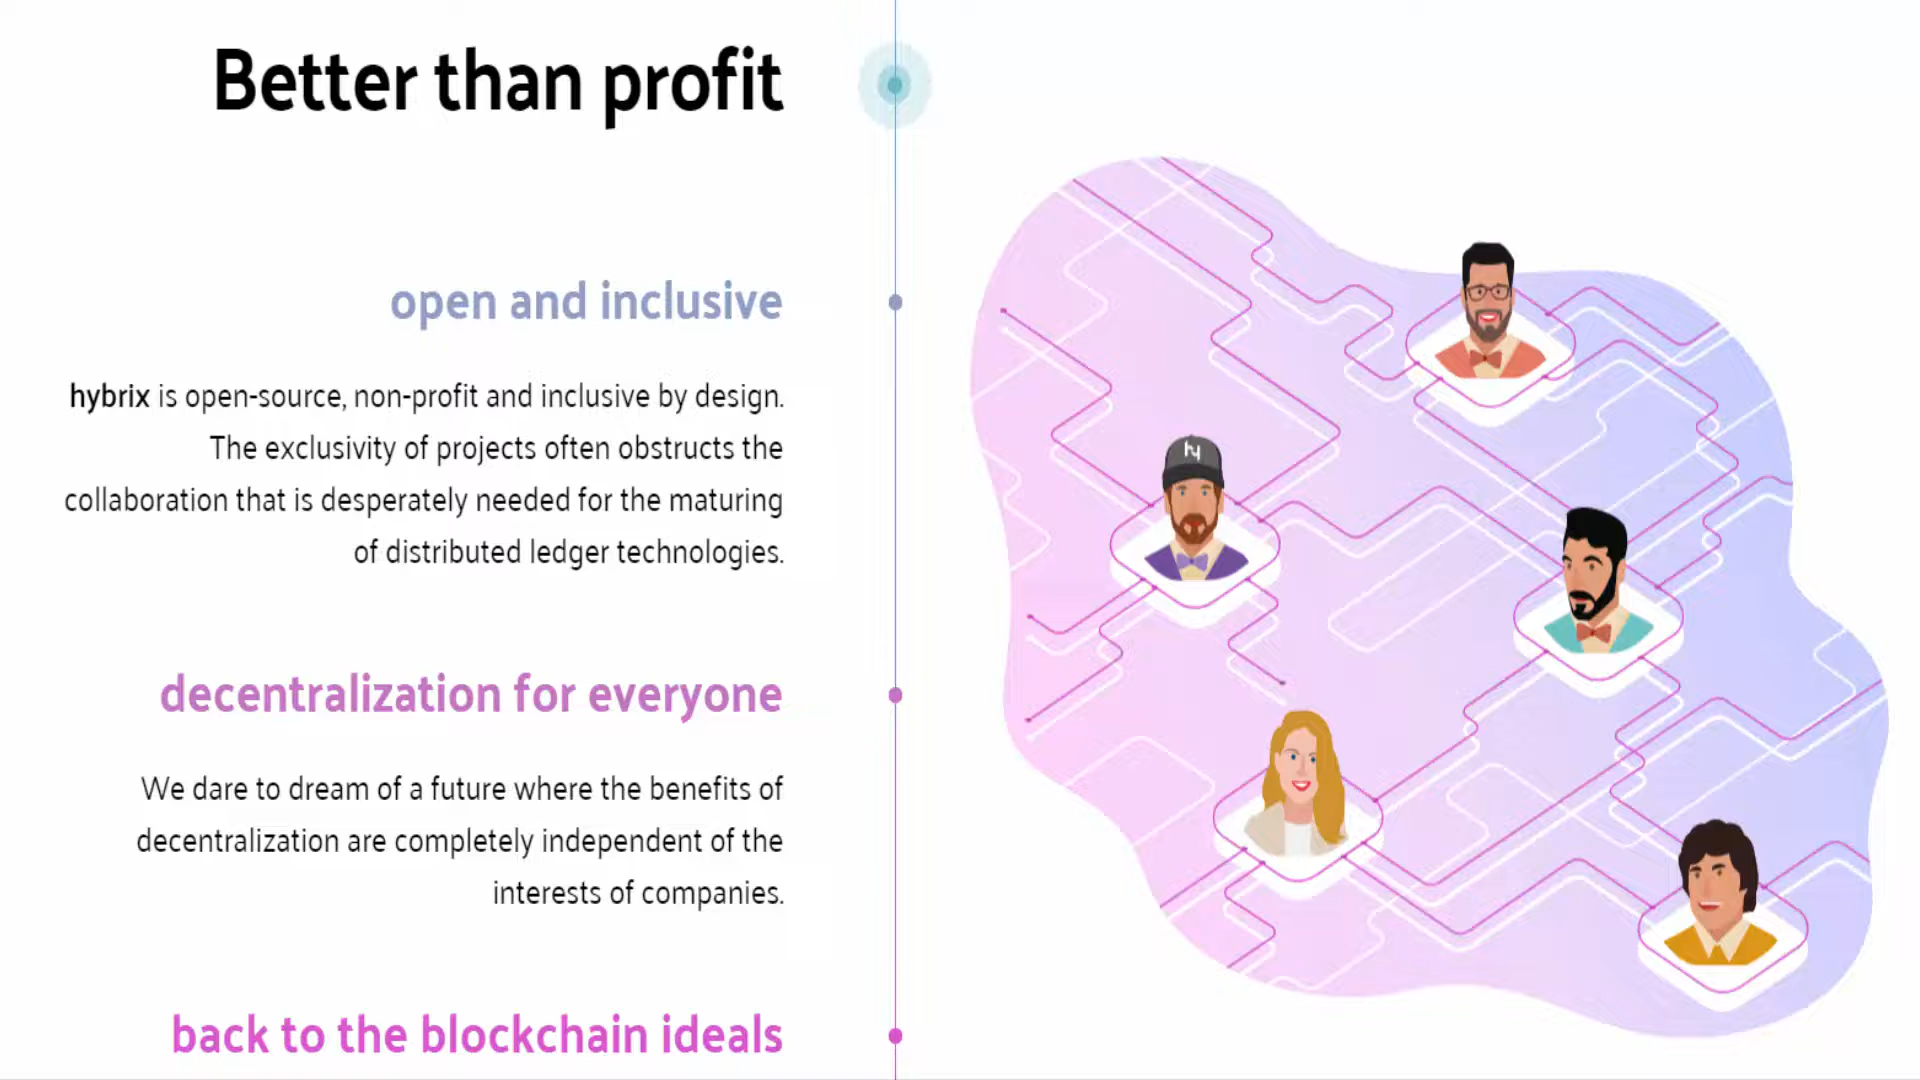 Better than profit
open and inclusive
hybrix is open-source, non-profit and inclusive by design.
The exclusivity of projects often obstructs the
collaboration that is desperately needed for the maturing
of distributed ledger technologies.
hy
decentralization for everyone
We dare to dream of a future where the benefits of
decentralization are completely independent of the
interests of companies.
back to the blockchain ideals